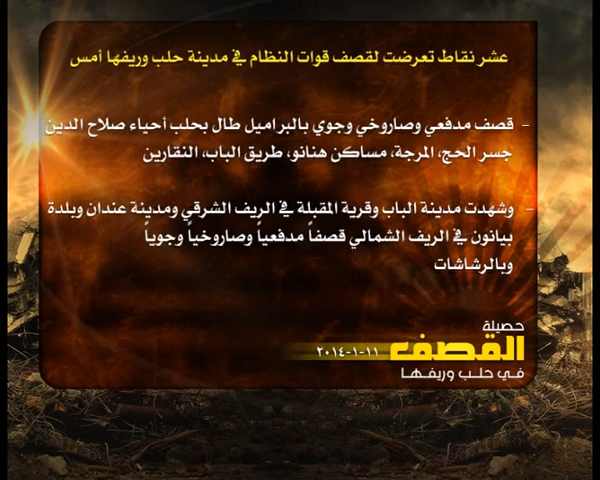 عشر نقاط تعرضت لقصف قوات النظام في مدينة حلب وريفها أمس
- قصف مدفعي وصاروخي وجوي بالبراميل طال بحلب أحياء صلاح الدين
جسر الحج، المرجة، مساكن هنانو، طريق الباب، النقارين
- وشهدت مدينة الباب وقرية المقبلة في الريف الشرقي ومدينة عندان وبلدة
بيانون في الريف الشمالي قصفاً مدفعياً وصاروخياً وجوياً
وبالرشاشات
حصيلة
القصف
١١-١-٢٠١٤
في حلب وريفها